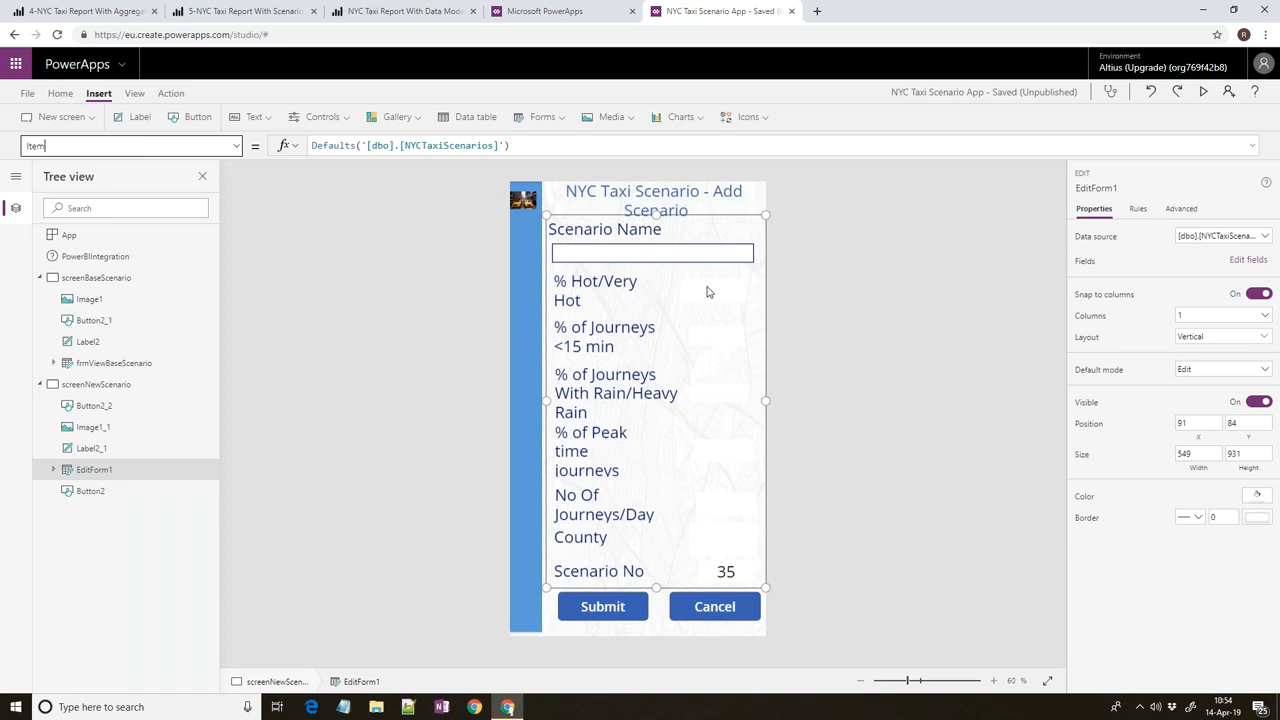 4-NYC Taxi Report With Aggrega
5-NYC Taxi Report With Scenario
NYC Taxi Report With Data Mode
Microsoft PowerApps
NYC Taxi Scenario App - Saved (
https://eu.create.powerapps.com/studio/#
R
PowerApps
Environment
Altius (Upgrade) (org769f42b8)
File
Home
Insert
View
Action
NYC Taxi Scenario App - Saved (Unpublished)
New screen
Label
Button
Text
Controls
Gallery
Data table
Forms
Media
Charts
Icons
Item
=
fx
Defaults('[dbo].[NYCTaxiScenarios]')
Tree view
Search
App
PowerBIIntegration
screenBaseScenario
Image1
Button2_1
Label2
frmViewBaseScenario
screenNewScenario
Button2_2
Image1_1
Label2_1
EditForm1
Button2
NYC Taxi Scenario - Add
Scenario
Scenario Name
% Hot/Very
Hot
% of Journeys
<15 min
% of Journeys
With Rain/Heavy
Rain
% of Peak
time
journeys
No Of
Journeys/Day
County
Scenario No
35
Submit
Cancel
EDIT
EditForm1
Properties
Rules
Advanced
Data source
[dbo].[NYCTaxiScena...
Fields
Edit fields
Snap to columns
On
Columns
1
Layout
Vertical
Default mode
Edit
Visible
On
Position
91
84
X
Y
Size
549
931
Width
Height
Color
Border
0
screenNewScen...
EditForm1
60 %
Type here to search
10:54
14-Apr-19
25